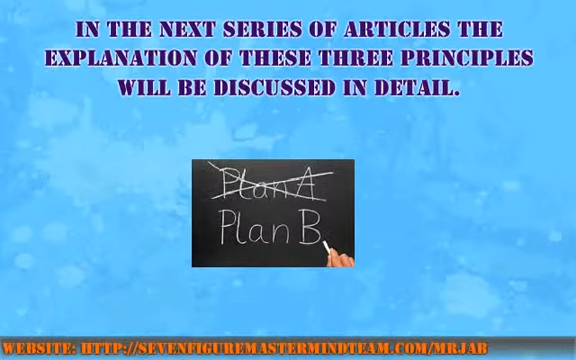 IN THE NEXT SERIES OF ARTICLES THE
EXPLANATION OF THESE THREE PRINCIPLES
WILL BE DISCUSSED IN DETAIL.
Plan A
Plan B
WEBSITE: HTTP://SEVENFIGUREMASTERMINDTEAM.COM/MRJAB